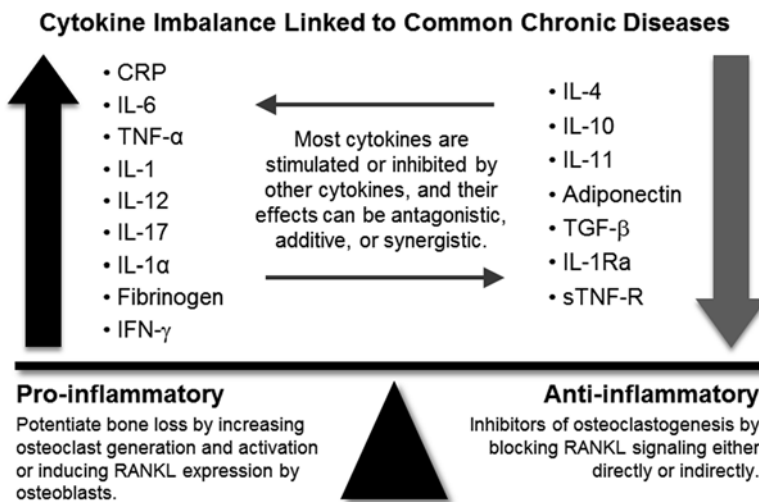 Cytokine Imbalance Linked to Common Chronic Diseases
• CRP
• IL-6
• TNF-α
• IL-1
• IL-12
• IL-17
• IL-1α
• Fibrinogen
• IFN-γ
Most cytokines are
stimulated or inhibited by
other cytokines, and their
effects can be antagonistic,
additive, or synergistic.
• IL-4
• IL-10
• IL-11
• Adiponectin
• TGF-β
• IL-1Ra
• sTNF-R
Pro-inflammatory
Potentiate bone loss by increasing
osteoclast generation and activation
or inducing RANKL expression by
osteoblasts.
Anti-inflammatory
Inhibitors of osteoclastogenesis by
blocking RANKL signaling either
directly or indirectly.